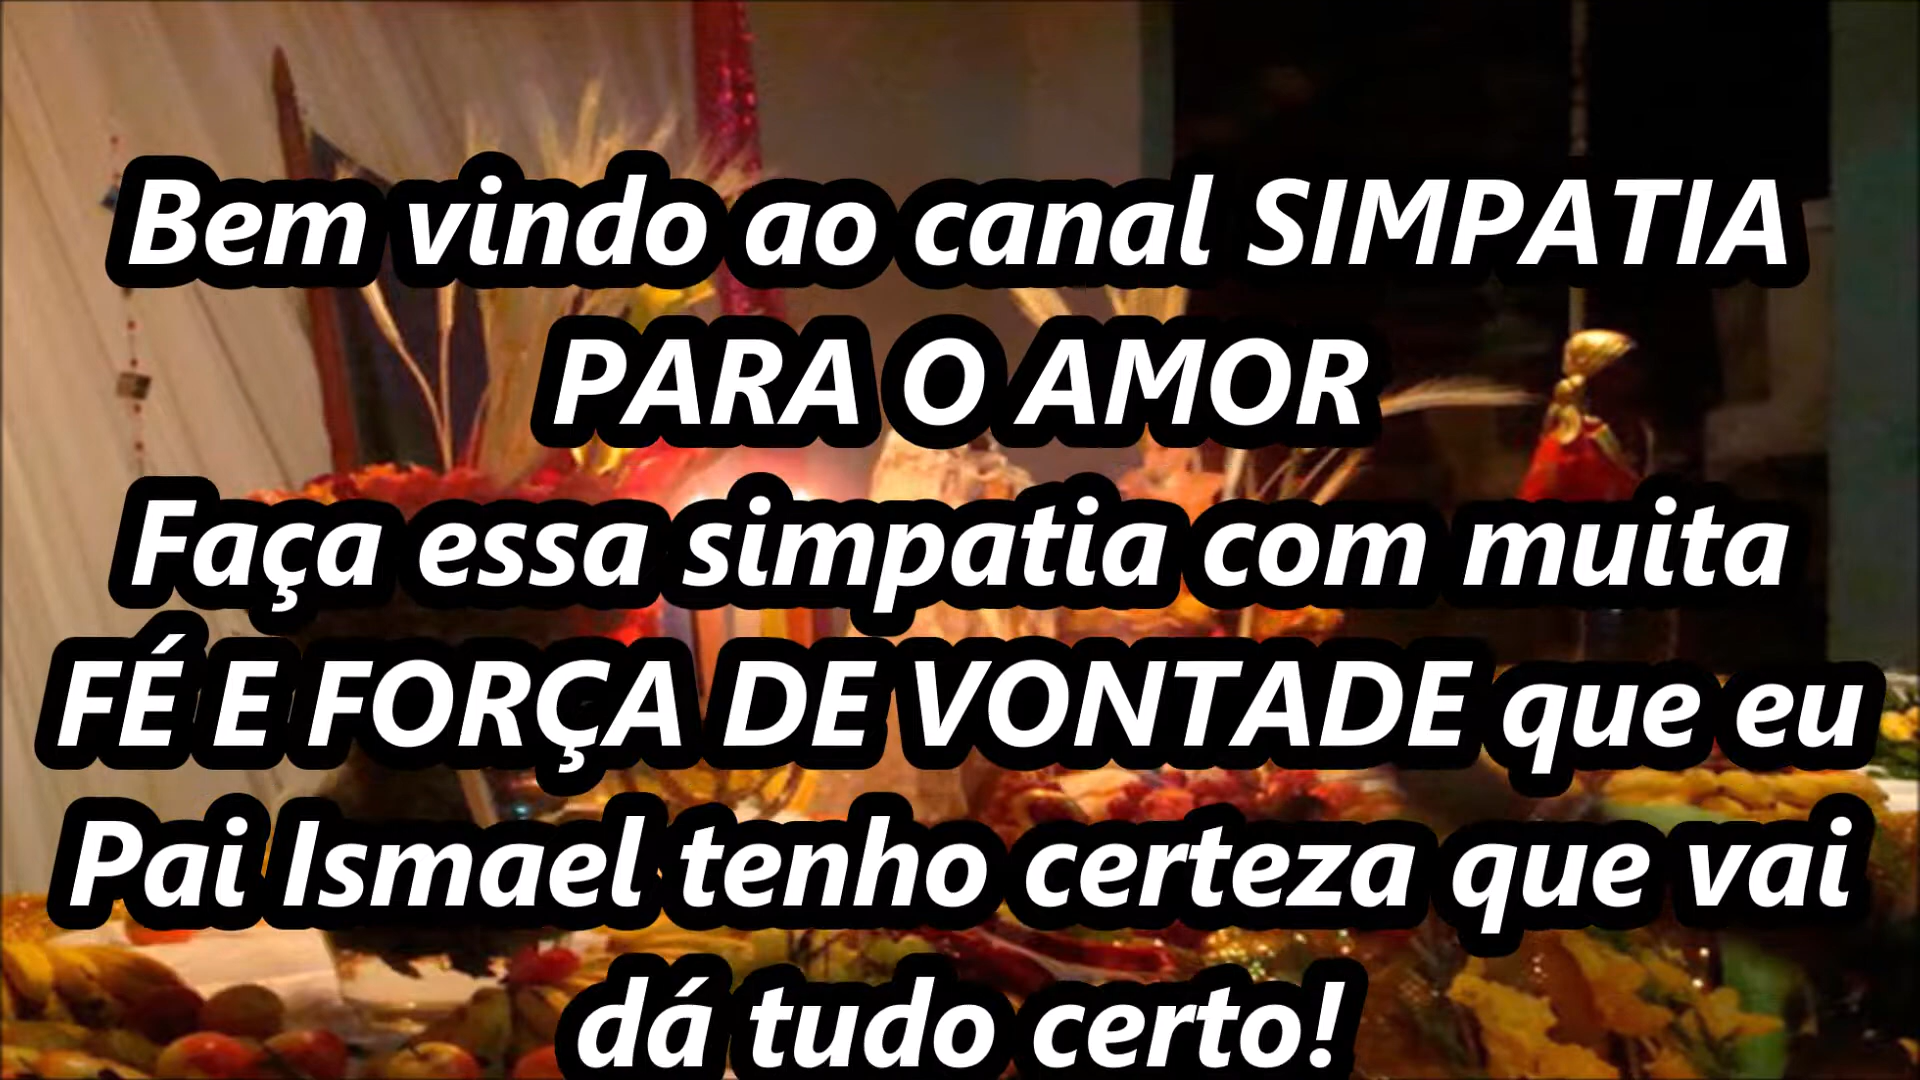 Bem vindo ao canal SIMPATIA
PARA O AMOR
Faça essa simpatia com muita
FÉ E FORÇA DE VONTADE que eu
Pai Ismael tenho certeza que vai
dá tudo certo!